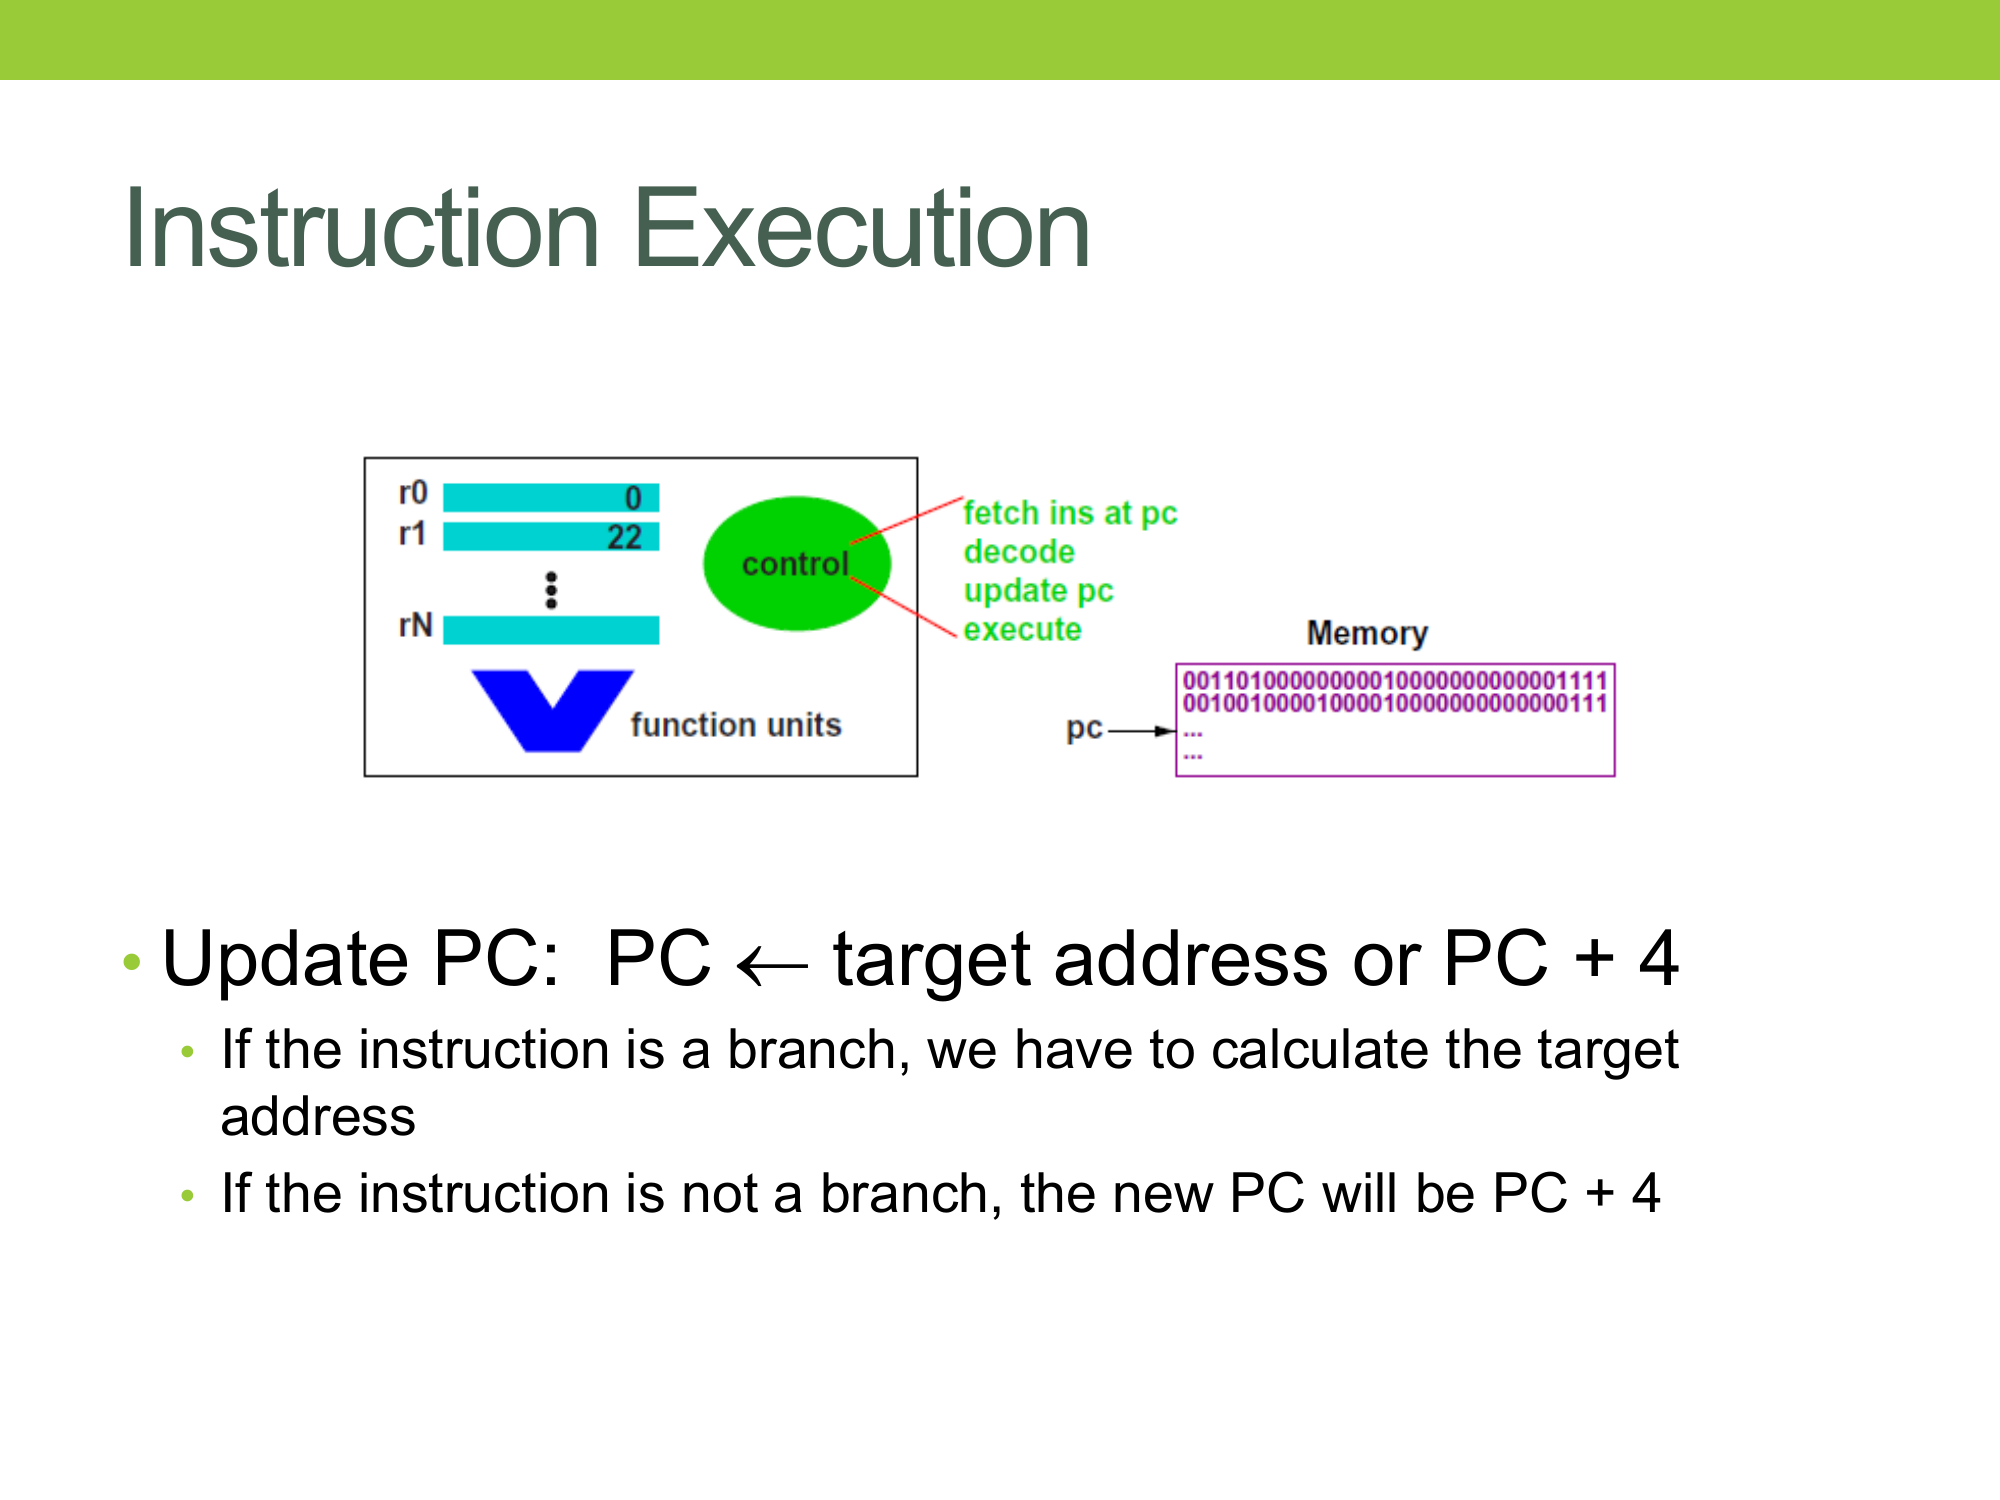 Instruction Execution
r0 0
r1 22
rN
control
function units
fetch ins at pc
decode
update pc
execute
Memory
00110100000000010000000000001111
00100100001000010000000000000111
pc
...
...
• Update PC: PC ← target address or PC + 4
• If the instruction is a branch, we have to calculate the target
address
• If the instruction is not a branch, the new PC will be PC + 4